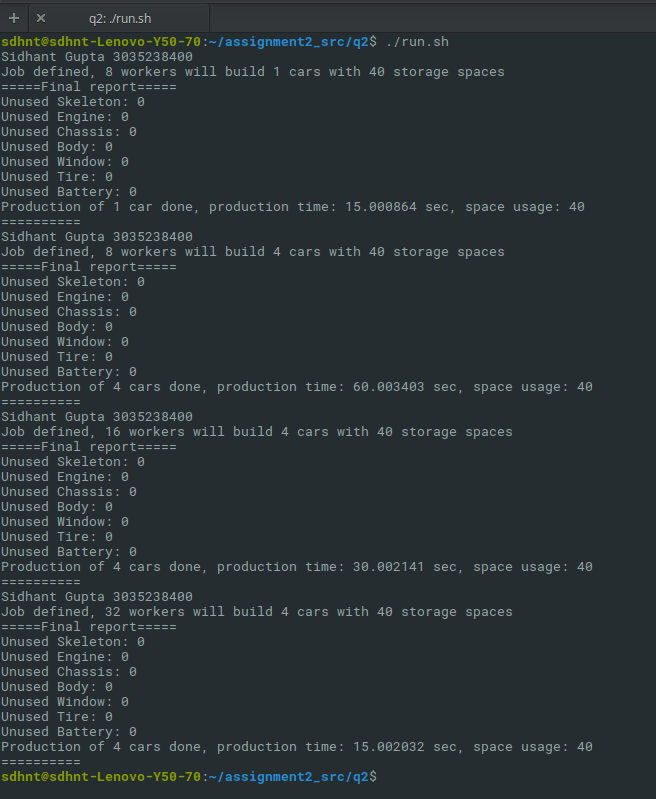 + × q2: ./run.sh
sdhnt@sdhnt-Lenovo-Y50-70:~/assignment2_src/q2$ ./run.sh
Sidhant Gupta 3035238400
Job defined, 8 workers will build 1 cars with 40 storage spaces
=====Final report=====
Unused Skeleton: 0
Unused Engine: 0
Unused Chassis: 0
Unused Body: 0
Unused Window: 0
Unused Tire: 0
Unused Battery: 0
Production of 1 car done, production time: 15.000864 sec, space usage: 40
==========
Sidhant Gupta 3035238400
Job defined, 8 workers will build 4 cars with 40 storage spaces
=====Final report=====
Unused Skeleton: 0
Unused Engine: 0
Unused Chassis: 0
Unused Body: 0
Unused Window: 0
Unused Tire: 0
Unused Battery: 0
Production of 4 cars done, production time: 60.003403 sec, space usage: 40
==========
Sidhant Gupta 3035238400
Job defined, 16 workers will build 4 cars with 40 storage spaces
=====Final report=====
Unused Skeleton: 0
Unused Engine: 0
Unused Chassis: 0
Unused Body: 0
Unused Window: 0
Unused Tire: 0
Unused Battery: 0
Production of 4 cars done, production time: 30.002141 sec, space usage: 40
==========
Sidhant Gupta 3035238400
Job defined, 32 workers will build 4 cars with 40 storage spaces
=====Final report=====
Unused Skeleton: 0
Unused Engine: 0
Unused Chassis: 0
Unused Body: 0
Unused Window: 0
Unused Tire: 0
Unused Battery: 0
Production of 4 cars done, production time: 15.002032 sec, space usage: 40
==========
sdhnt@sdhnt-Lenovo-Y50-70:~/assignment2_src/q2$